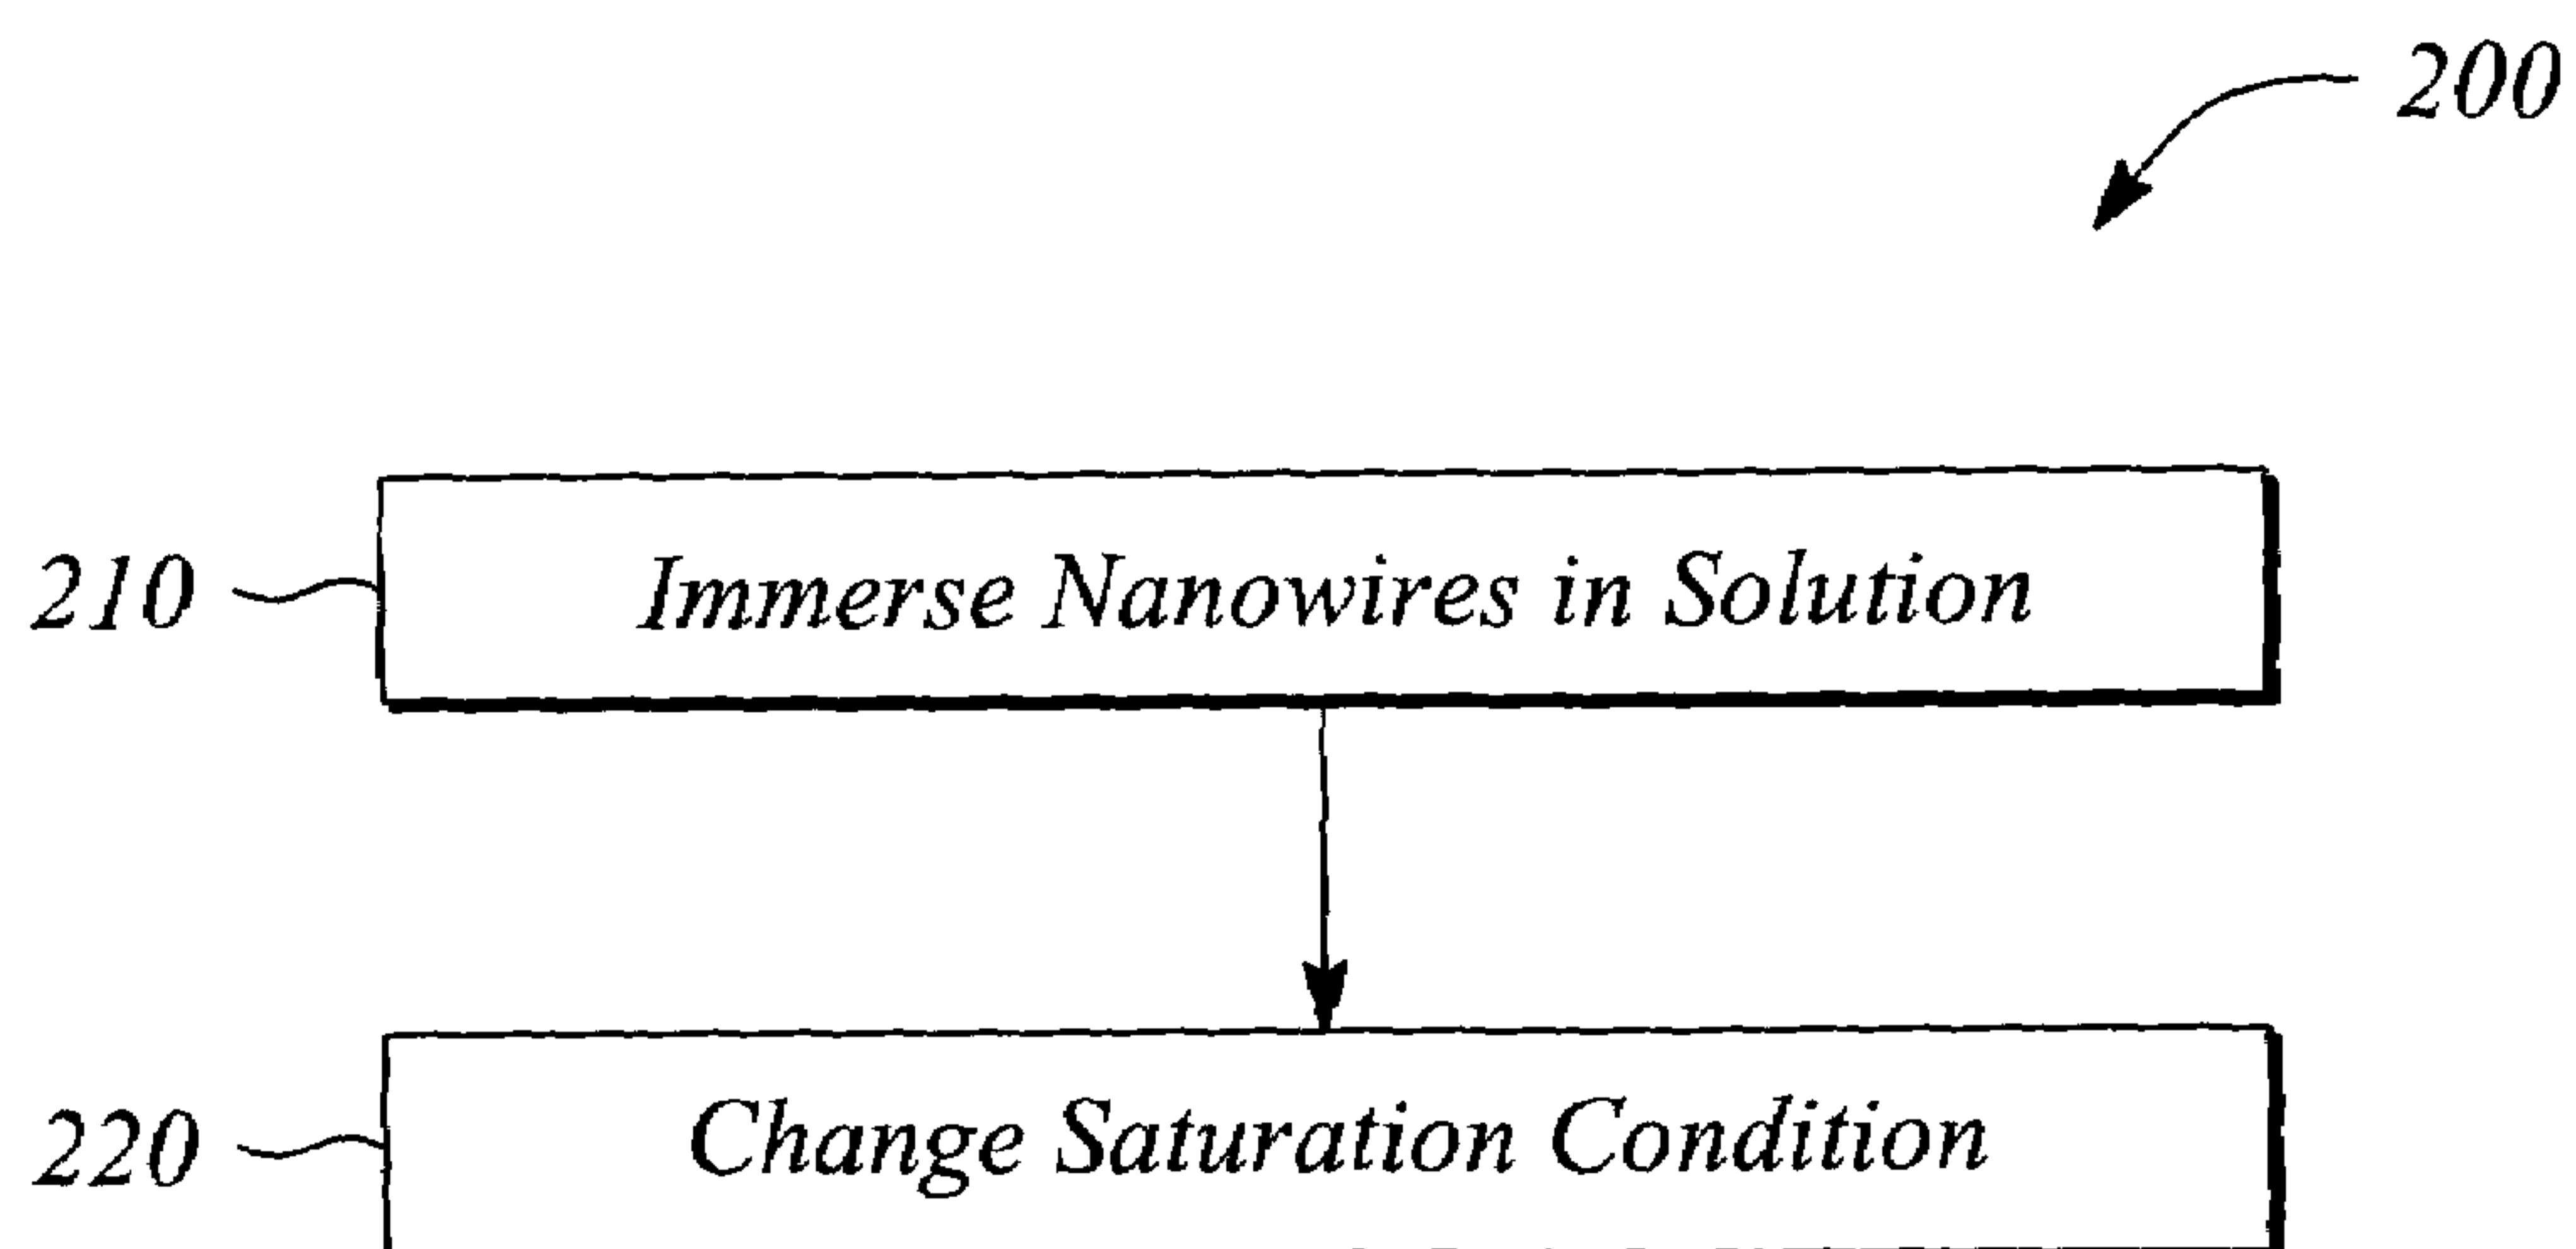 200
210 Immerse Nanowires in Solution
220 Change Saturation Condition